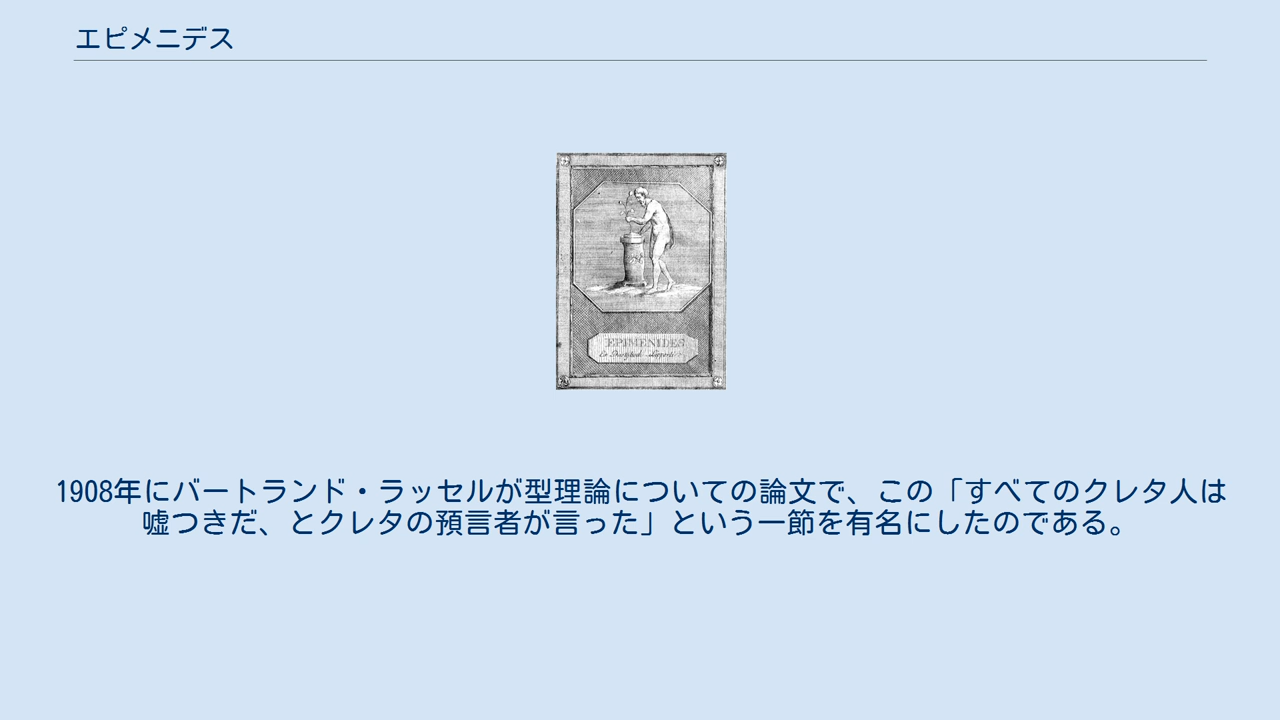 エピメニデス
EPIMENIDES
1908年にバートランド・ラッセルが型理論についての論文で、この「すべてのクレタ人は
嘘つきだ、とクレタの預言者が言った」という一節を有名にしたのである。